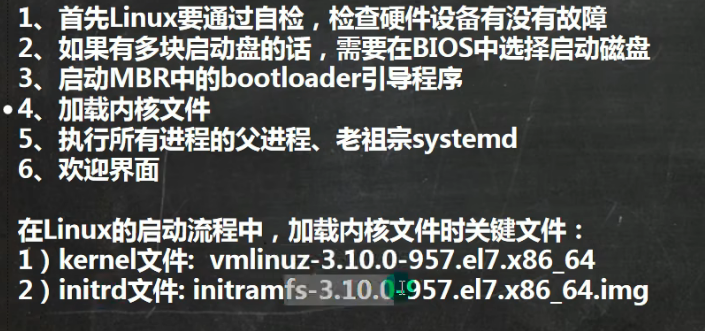 1、首先Linux要通过自检，检查硬件设备有没有故障
2、如果有多块启动盘的话，需要在BIOS中选择启动磁盘
3、启动MBR中的bootloader引导程序
4、加载内核文件
5、执行所有进程的父进程、老祖宗systemd
6、欢迎界面
在Linux的启动流程中，加载内核文件时关键文件：
1）kernel文件:  vmlinuz-3.10.0-957.el7.x86_64
2）initrd文件: initramfs-3.10.0-957.el7.x86_64.img